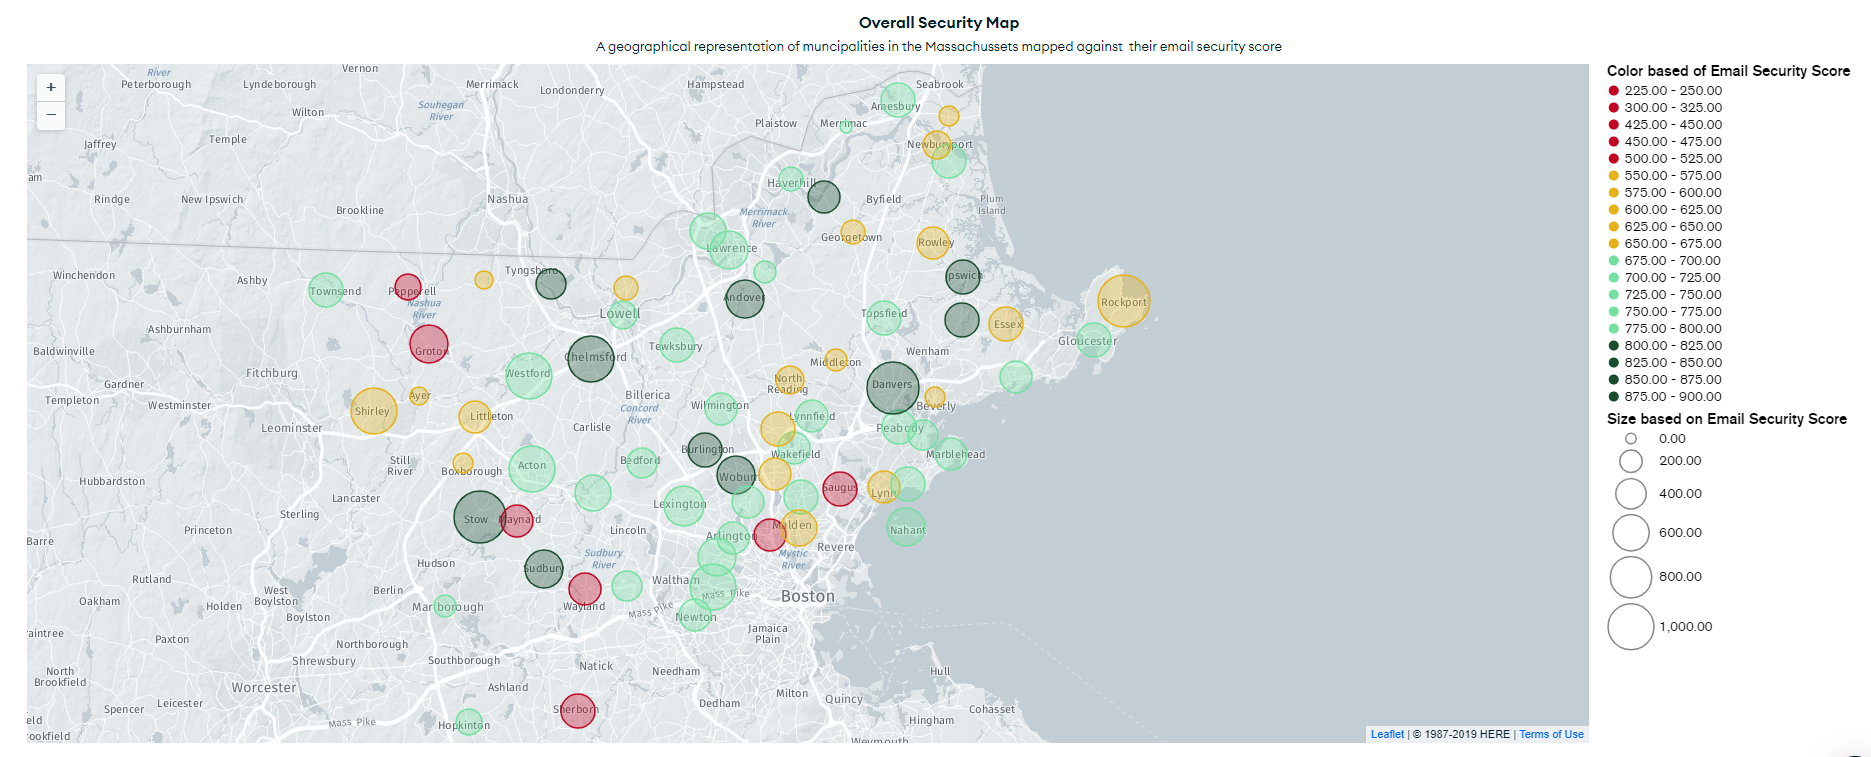 Overall Security Map
A geographical representation of muncipalities in the Massachussets mapped against their email security score
+
−
River
Peterborough
Lyndeborough
Vernon
Merrimack
Londonderry
Hampstead
Seabrook
Amesbury
Souhegan
River
Wilton
Plaistow
Merrimac
Temple
Jaffrey
Newburyport
am
Haverhill
Rindge
New Ipswich
Nashua
Byfield
Plum
Island
Brookline
Merrimack
River
Georgetown
Rowley
Lawrence
Winchendon
Ashby
Tyngsboro
Townsend
Pepperell
Nashua
River
Andover
pswich
Rockport
Lowell
Topsfield
Essex
Ashburnham
Gloucester
Baldwinville
Groton
Chelmsford
Tewksbury
Wenham
Middleton
Fitchburg
Westford
North
Reading
Danvers
Gardner
Templeton
Westminster
Shirley
Ayer
Billerica
Wilmington
Beverly
Concord
River
Littleton
Lynnfield
Leominster
Carlisle
Peabody
Burlington
Wakefield
Marblehead
Still
River
Boxborough
Acton
Bedford
Hubbardston
Woburn
Saugus
Lynn
Lancaster
Lexington
Sterling
Stow
Maynard
Princeton
Lincoln
Malden
Nahant
Barre
Arlington
Revere
Sudbury
River
Mystic
River
Hudson
Sudbury
Rutland
Waltham
West
Boylston
Berlin
Mass Pike
Boston
Oakham
Holden
Marlborough
Wayland
Mass Pike
Boylston
Newton
aintree
Paxton
Jamaica
Plain
Northborough
Shrewsbury
Southborough
Natick
Needham
Hull
North
Brookfield
Worcester
Ashland
Milton
Quincy
Spencer
Leicester
Sherborn
Dedham
Cohasset
eld
ookfield
Mass Pike
Hopkinton
Hingham
Weymouth
Leaflet | © 1987-2019 HERE | Terms of Use
Color based of Email Security Score
225.00 - 250.00
300.00 - 325.00
425.00 - 450.00
450.00 - 475.00
500.00 - 525.00
550.00 - 575.00
575.00 - 600.00
600.00 - 625.00
625.00 - 650.00
650.00 - 675.00
675.00 - 700.00
700.00 - 725.00
725.00 - 750.00
750.00 - 775.00
775.00 - 800.00
800.00 - 825.00
825.00 - 850.00
850.00 - 875.00
875.00 - 900.00
Size based on Email Security Score
0.00
200.00
400.00
600.00
800.00
1,000.00